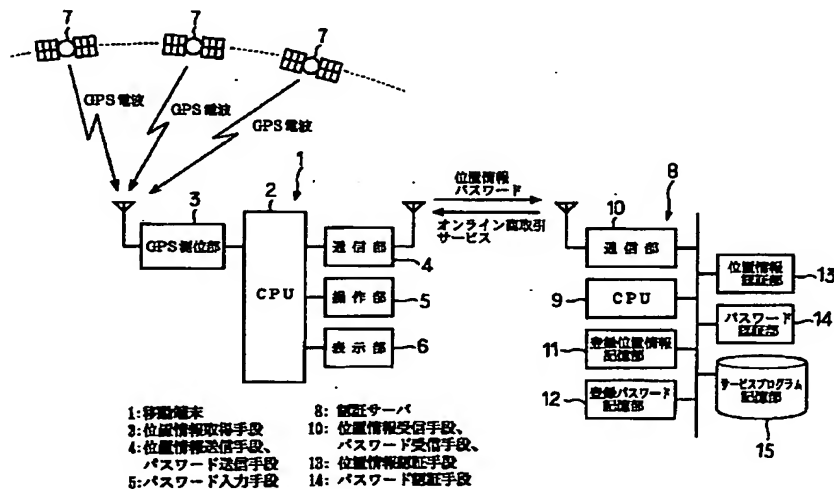 7
7
7
GPS電波
GPS電波
GPS電波
1
2
3
GPS測位部
CPU
通信部
4
操作部
5
表示部
6
位置情報
パスワード
オンライン商取引
サービス
8
10
通信部
9
CPU
11
登録位置情報
記憶部
12
登録パスワード
記憶部
位置情報
認証部
13
パスワード
認証部
14
サービスプログラム
記憶部
15
1:移動端末
3:位置情報取得手段
4:位置情報送信手段、
パスワード送信手段
5:パスワード入力手段
8: 認証サーバ
10: 位置情報受信手段、
パスワード受信手段
13: 位置情報認証手段
14: パスワード認証手段